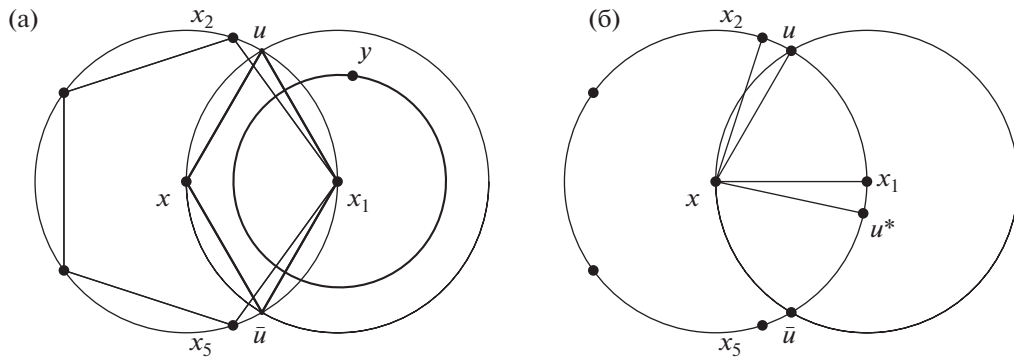 (а)
x₂
u
y
x
x₁
x₅
ū
(б)
x₂
u
x
x₁
u*
x₅
ū